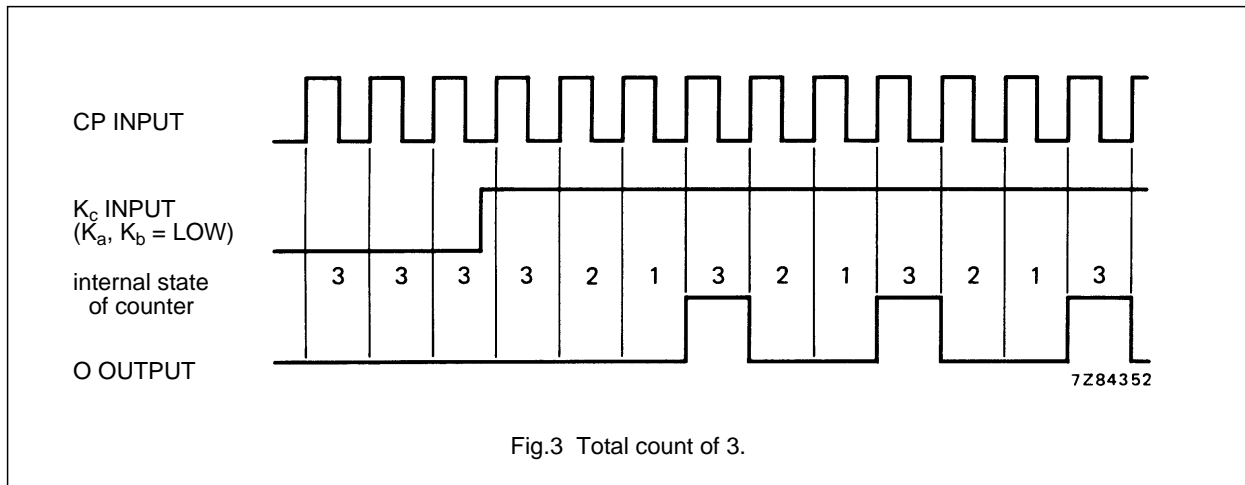 CP INPUT
Kc INPUT
(Ka, Kb = LOW)
internal state
of counter
3 3 3 3 2 1 3 2 1 3 2 1 3
O OUTPUT
7Z84352
Fig.3 Total count of 3.